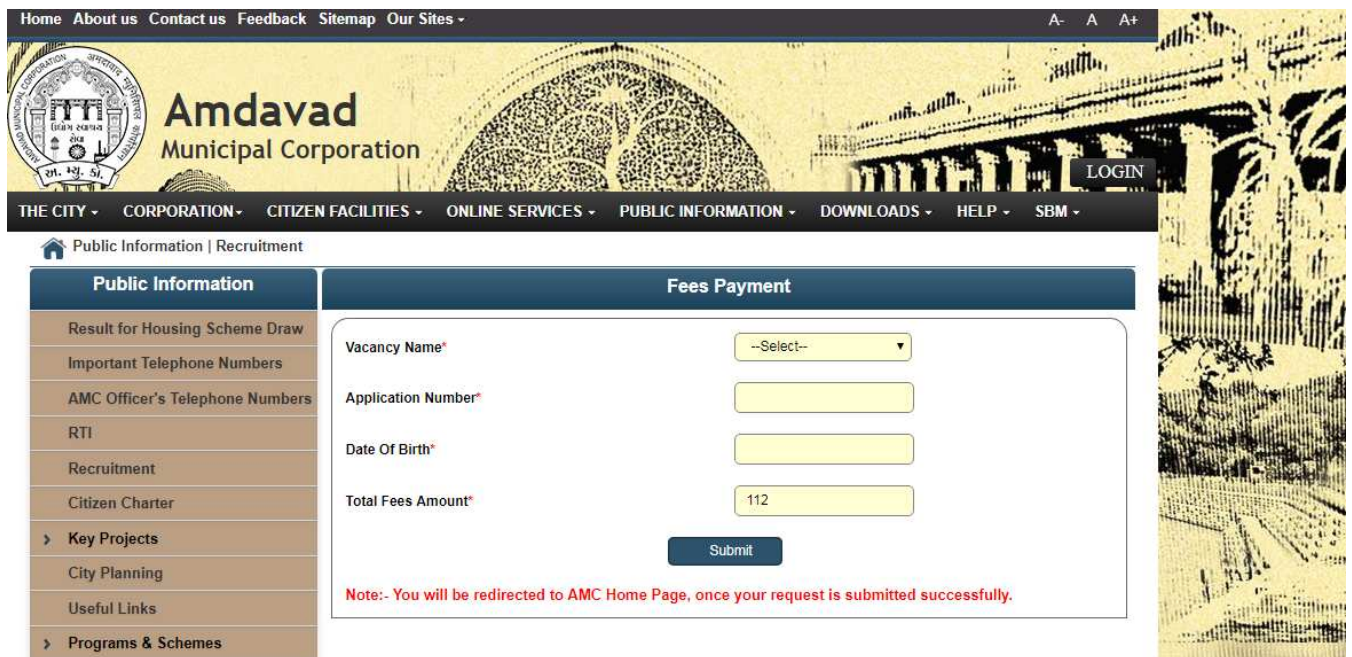 Home About us Contact us Feedback Sitemap Our Sites
A- A A+
Amdavad
Municipal Corporation
સેવા
અ. મ્યુ. કો.
LOGIN
THE CITY CORPORATION CITIZEN FACILITIES ONLINE SERVICES PUBLIC INFORMATION DOWNLOADS HELP SBM
Public Information | Recruitment
Public Information
Result for Housing Scheme Draw
Important Telephone Numbers
AMC Officer's Telephone Numbers
RTI
Recruitment
Citizen Charter
Key Projects
City Planning
Useful Links
Programs & Schemes
Fees Payment
Vacancy Name*
--Select--
Application Number*
Date Of Birth*
Total Fees Amount*
112
Submit
Note:- You will be redirected to AMC Home Page, once your request is submitted successfully.